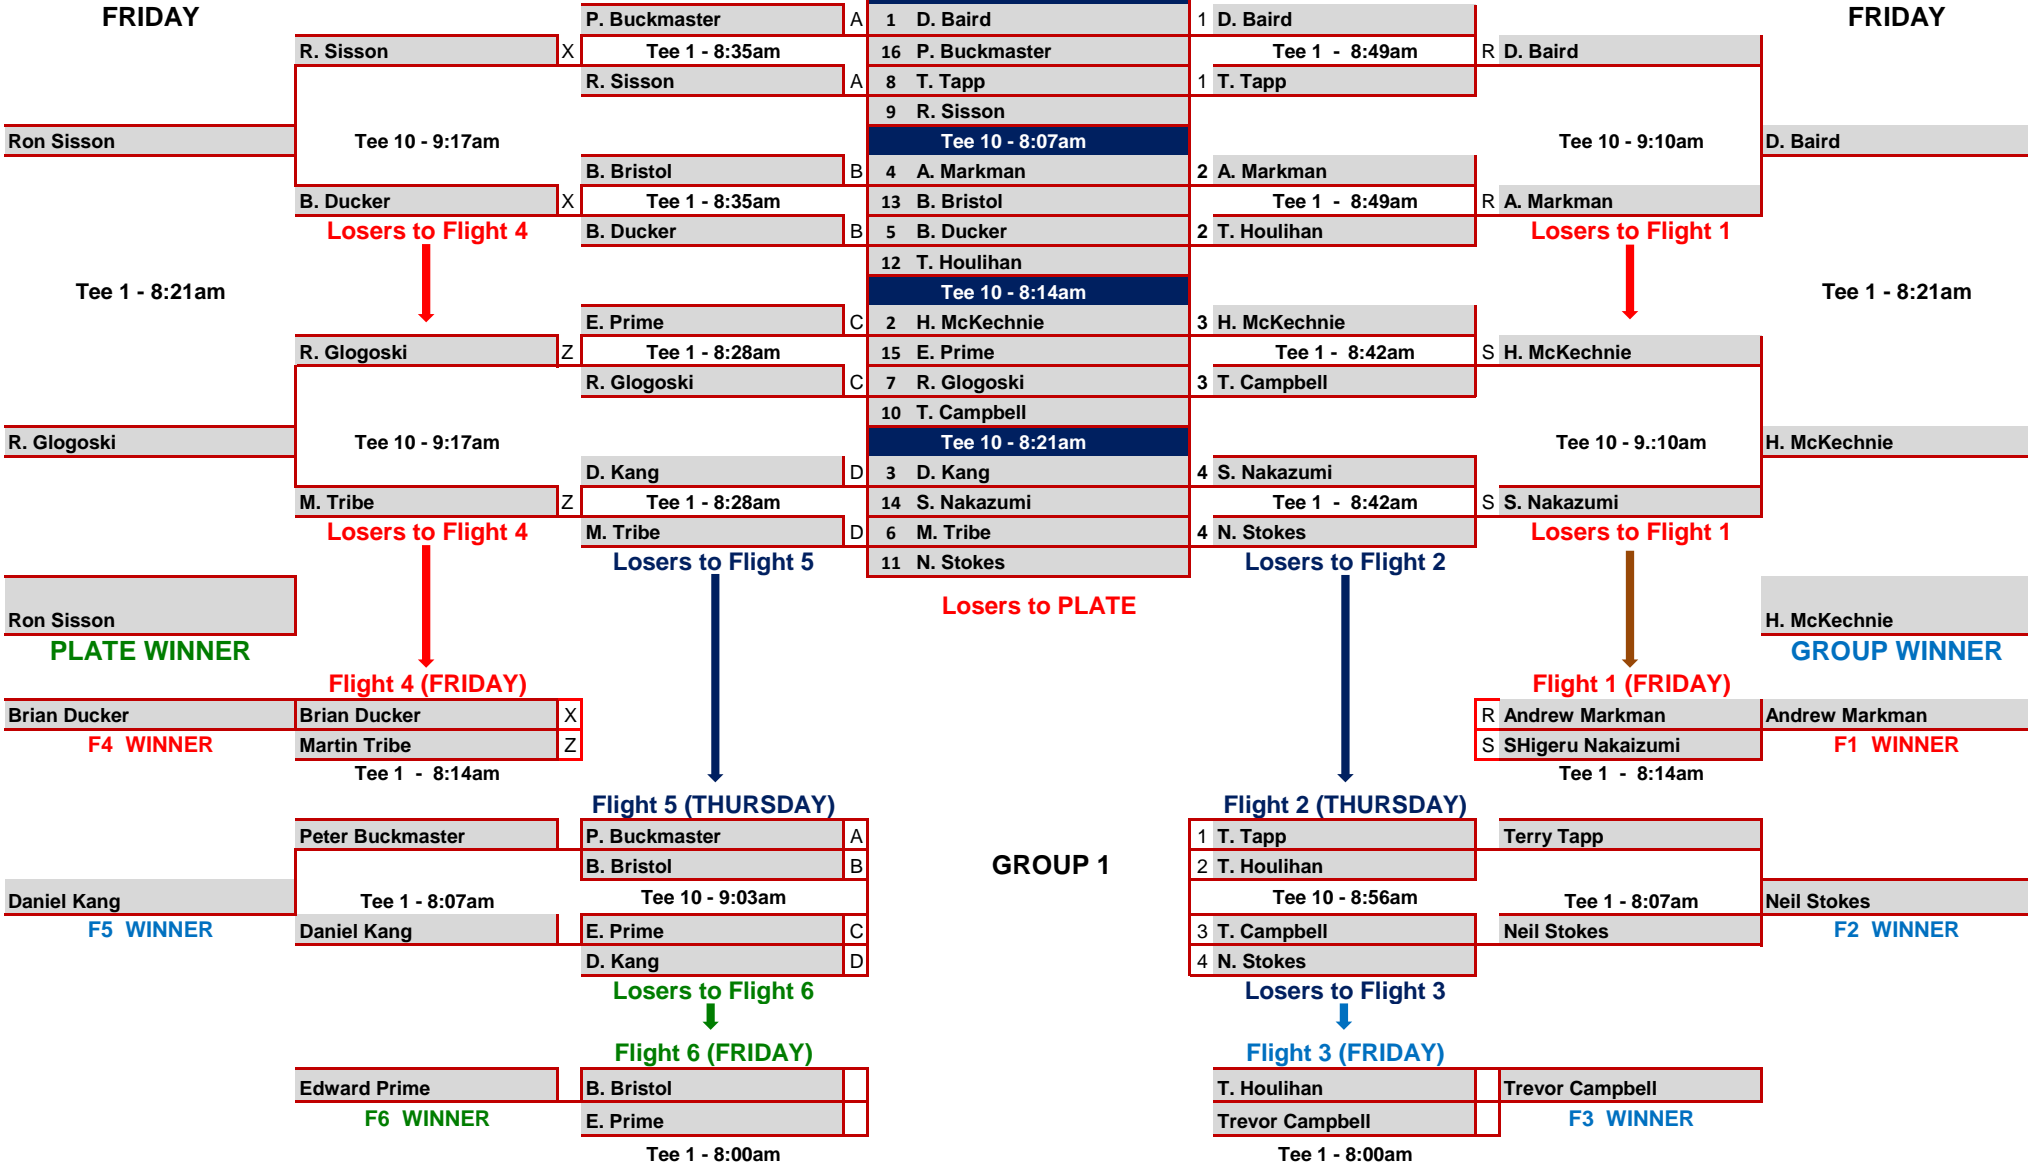 FRIDAY P. Buckmaster A 1 D. Baird 1 D. Baird FRIDAY
R. Sisson X Tee 1 - 8:35am 16 P. Buckmaster Tee 1 - 8:49am R D. Baird
R. Sisson A 8 T. Tapp 1 T. Tapp
9 R. Sisson
Ron Sisson Tee 10 - 9:17am Tee 10 - 8:07am Tee 10 - 9:10am D. Baird
B. Bristol B 4 A. Markman 2 A. Markman
B. Ducker X Tee 1 - 8:35am 13 B. Bristol Tee 1 - 8:49am R A. Markman
Losers to Flight 4 B. Ducker B 5 B. Ducker 2 T. Houlihan Losers to Flight 1
12 T. Houlihan
Tee 1 - 8:21am Tee 10 - 8:14am Tee 1 - 8:21am
E. Prime C 2 H. McKechnie 3 H. McKechnie
R. Glogoski Z Tee 1 - 8:28am 15 E. Prime Tee 1 - 8:42am S H. McKechnie
R. Glogoski C 7 R. Glogoski 3 T. Campbell
10 T. Campbell
R. Glogoski Tee 10 - 9:17am Tee 10 - 8:21am Tee 10 - 9.:10am H. McKechnie
D. Kang D 3 D. Kang 4 S. Nakazumi
M. Tribe Z Tee 1 - 8:28am 14 S. Nakazumi Tee 1 - 8:42am S S. Nakazumi
Losers to Flight 4 M. Tribe D 6 M. Tribe 4 N. Stokes Losers to Flight 1
Losers to Flight 5 11 N. Stokes Losers to Flight 2
Losers to PLATE
Ron Sisson H. McKechnie
PLATE WINNER GROUP WINNER
Flight 4 (FRIDAY) Flight 1 (FRIDAY)
Brian Ducker Brian Ducker X R Andrew Markman Andrew Markman
F4 WINNER Martin Tribe Z S SHigeru Nakaizumi F1 WINNER
Tee 1 - 8:14am Tee 1 - 8:14am
Flight 5 (THURSDAY) Flight 2 (THURSDAY)
Peter Buckmaster P. Buckmaster A 1 T. Tapp Terry Tapp
B. Bristol B GROUP 1 2 T. Houlihan
Daniel Kang Tee 1 - 8:07am Tee 10 - 9:03am Tee 10 - 8:56am Tee 1 - 8:07am Neil Stokes
F5 WINNER Daniel Kang E. Prime C 3 T. Campbell Neil Stokes F2 WINNER
D. Kang D 4 N. Stokes
Losers to Flight 6 Losers to Flight 3
Flight 6 (FRIDAY) Flight 3 (FRIDAY)
Edward Prime B. Bristol T. Houlihan Trevor Campbell
F6 WINNER E. Prime Trevor Campbell F3 WINNER
Tee 1 - 8:00am Tee 1 - 8:00am